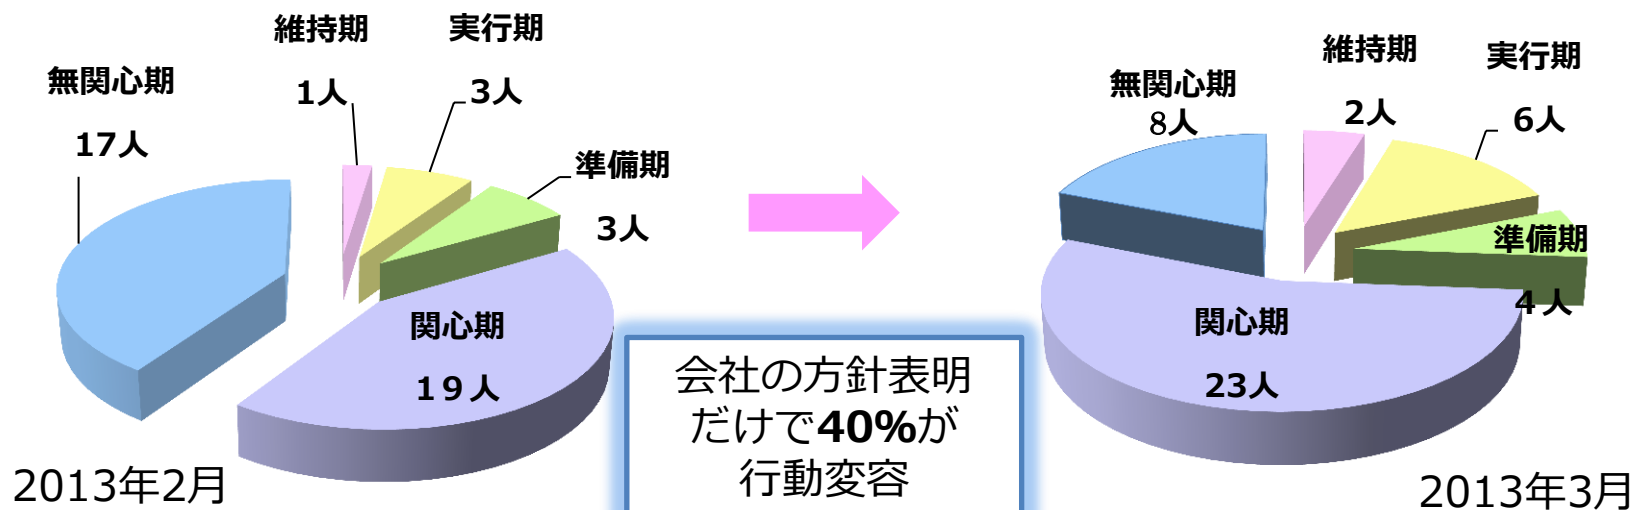 維持期
1人
実行期
3人
無関心期
17人
準備期
3人
関心期
19人
2013年2月
会社の方針表明
だけで40%が
行動変容
維持期
2人
実行期
6人
無関心期
8人
準備期
4人
関心期
23人
2013年3月